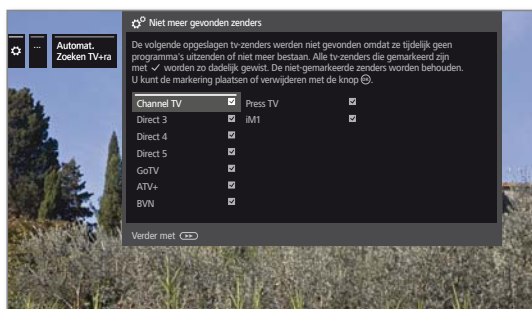 Niet meer gevonden zenders
...
Automat.
Zoeken TV+ra
De volgende opgeslagen tv-zenders werden niet gevonden omdat ze tijdelijk geen
programma's uitzenden of niet meer bestaan. Alle tv-zenders die gemarkeerd zijn
met ✓ worden zo dadelijk gewist. De niet-gemarkeerde zenders worden behouden.
U kunt de markering plaatsen of verwijderen met de knop OK.
Channel TV
Press TV
Direct 3
iM1
Direct 4
Direct 5
GoTV
ATV+
BVN
Verder met